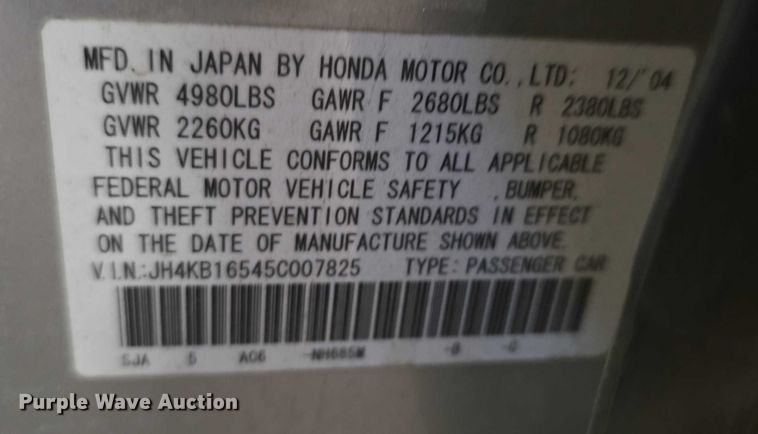 MFD. IN JAPAN BY HONDA MOTOR CO.,LTD: 12/'04
GVWR 4980LBS GAWR F 2680LBS R 2380LBS
GVWR 2260KG GAWR F 1215KG R 1080KG
THIS VEHICLE CONFORMS TO ALL APPLICABLE
FEDERAL MOTOR VEHICLE SAFETY , BUMPER,
AND THEFT PREVENTION STANDARDS IN EFFECT
ON THE DATE OF MANUFACTURE SHOWN ABOVE.
V.I.N.:JH4KB16545C007825 TYPE: PASSENGER CAR
SJA 5 AC6 -NH685M -B -C
Purple Wave Auction